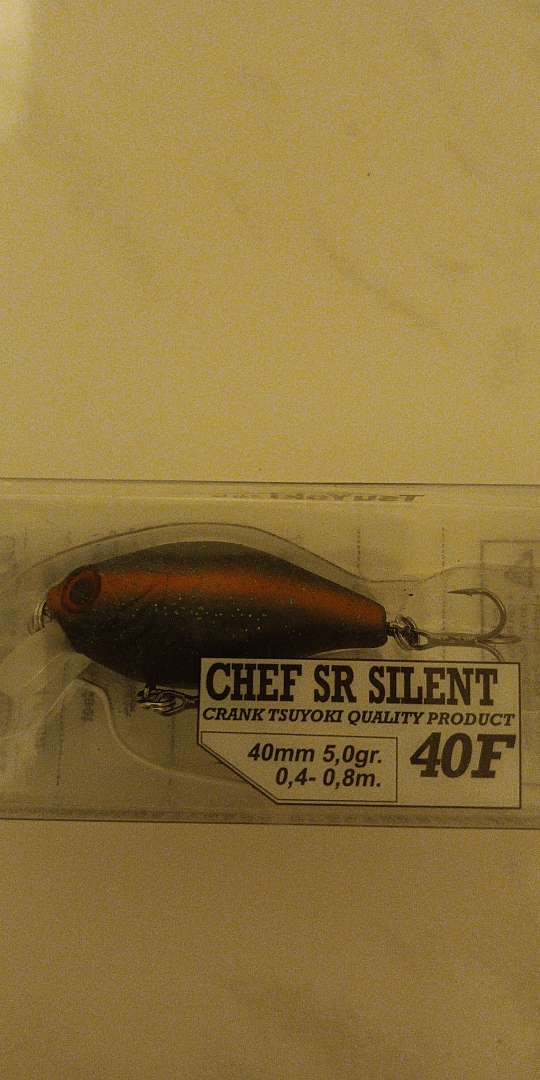 CHEF SR SILENT
CRANK TSUYOKI QUALITY PRODUCT
40mm 5,0gr.
0,4- 0,8m.
40F